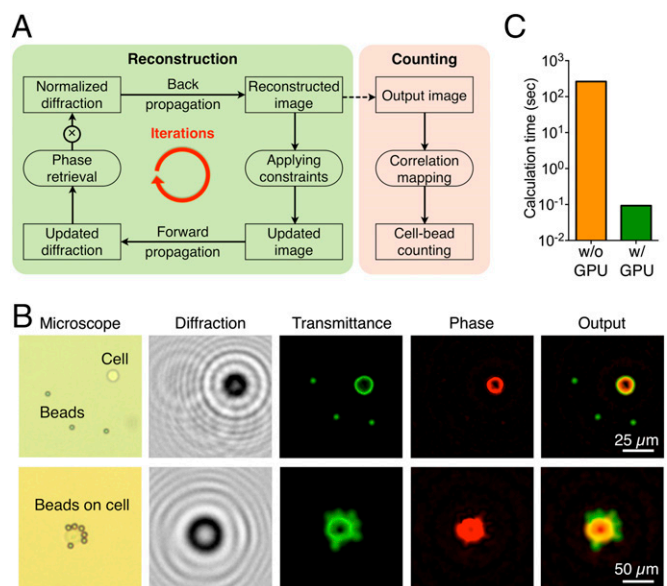 A
Reconstruction
Counting
Normalized
diffraction
Back
propagation
Reconstructed
image
Output image
Iterations
Phase
retrieval
Applying
constraints
Correlation
mapping
Updated
diffraction
Forward
propagation
Updated
image
Cell-bead
counting
C
Calculation time (sec)
10³
10²
10¹
10⁰
10⁻¹
10⁻²
w/o
GPU
w/
GPU
B
Microscope
Diffraction
Transmittance
Phase
Output
Cell
Beads
25 µm
Beads on cell
50 µm